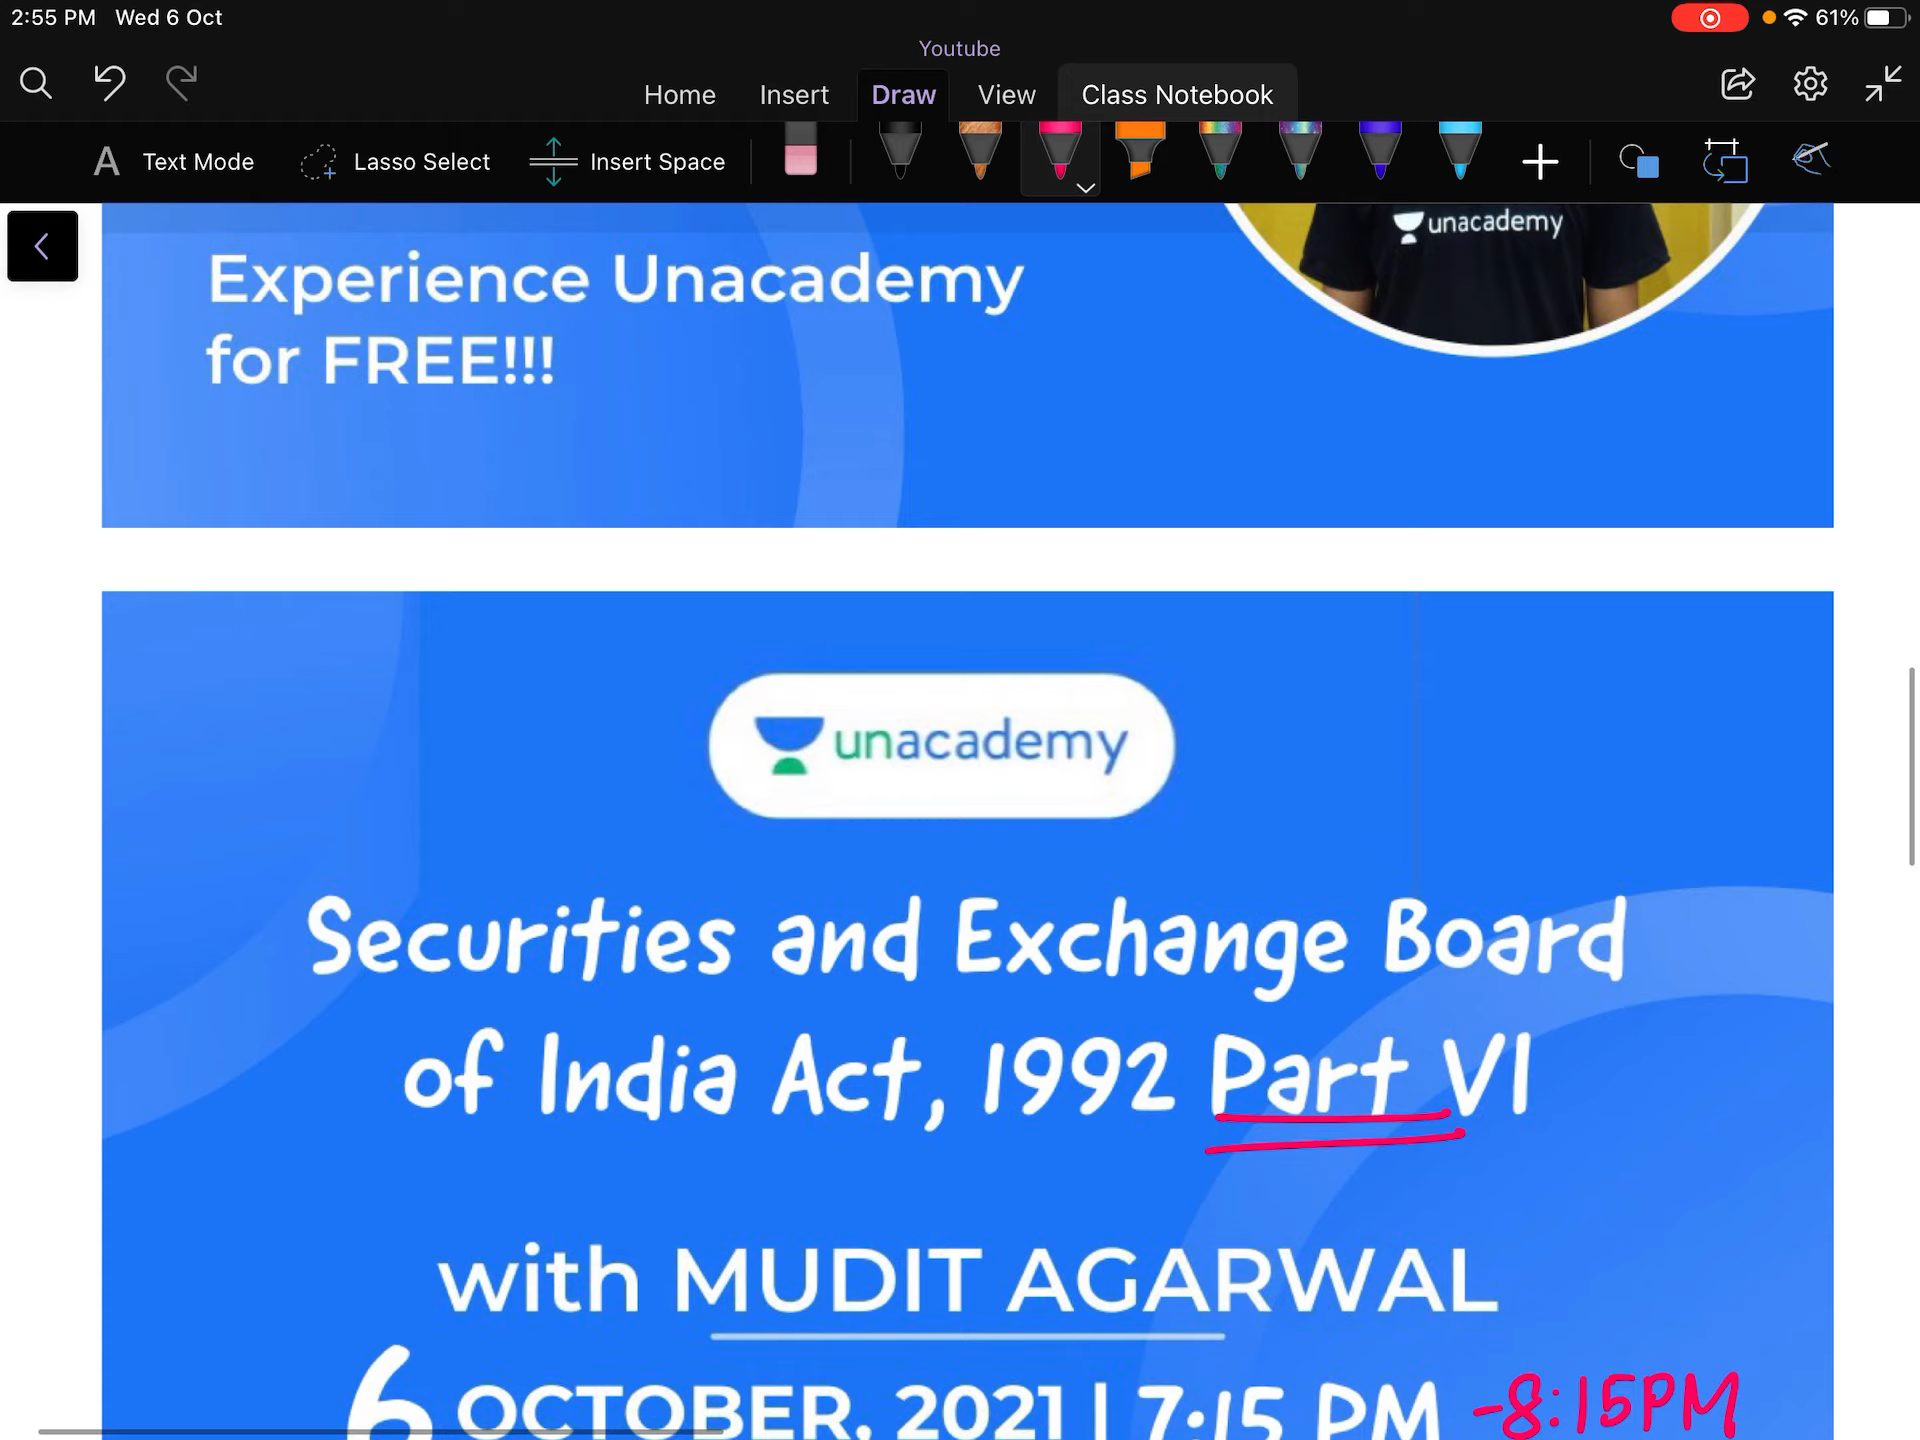 2:55 PM Wed 6 Oct 61%
Youtube
Home Insert Draw View Class Notebook
A Text Mode Lasso Select Insert Space
unacademy
Experience Unacademy
for FREE!!!
unacademy
Securities and Exchange Board
of India Act, 1992 Part VI
with MUDIT AGARWAL
6 OCTOBER, 2021 | 7:15 PM -8:15PM